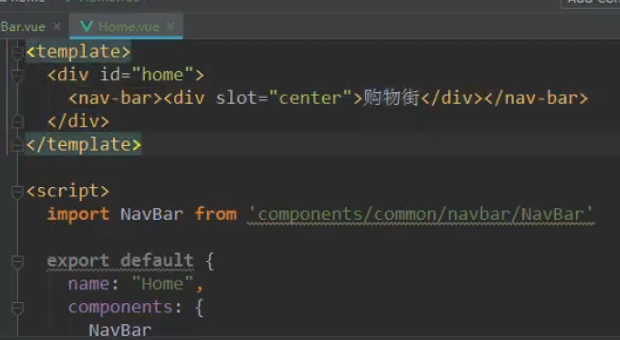 Bar.vue × Home.vue ×
<template>
<div id="home">
<nav-bar><div slot="center">购物街</div></nav-bar>
</div>
</template>
<script>
import NavBar from 'components/common/navbar/NavBar'
export default {
name: "Home",
components: {
NavBar